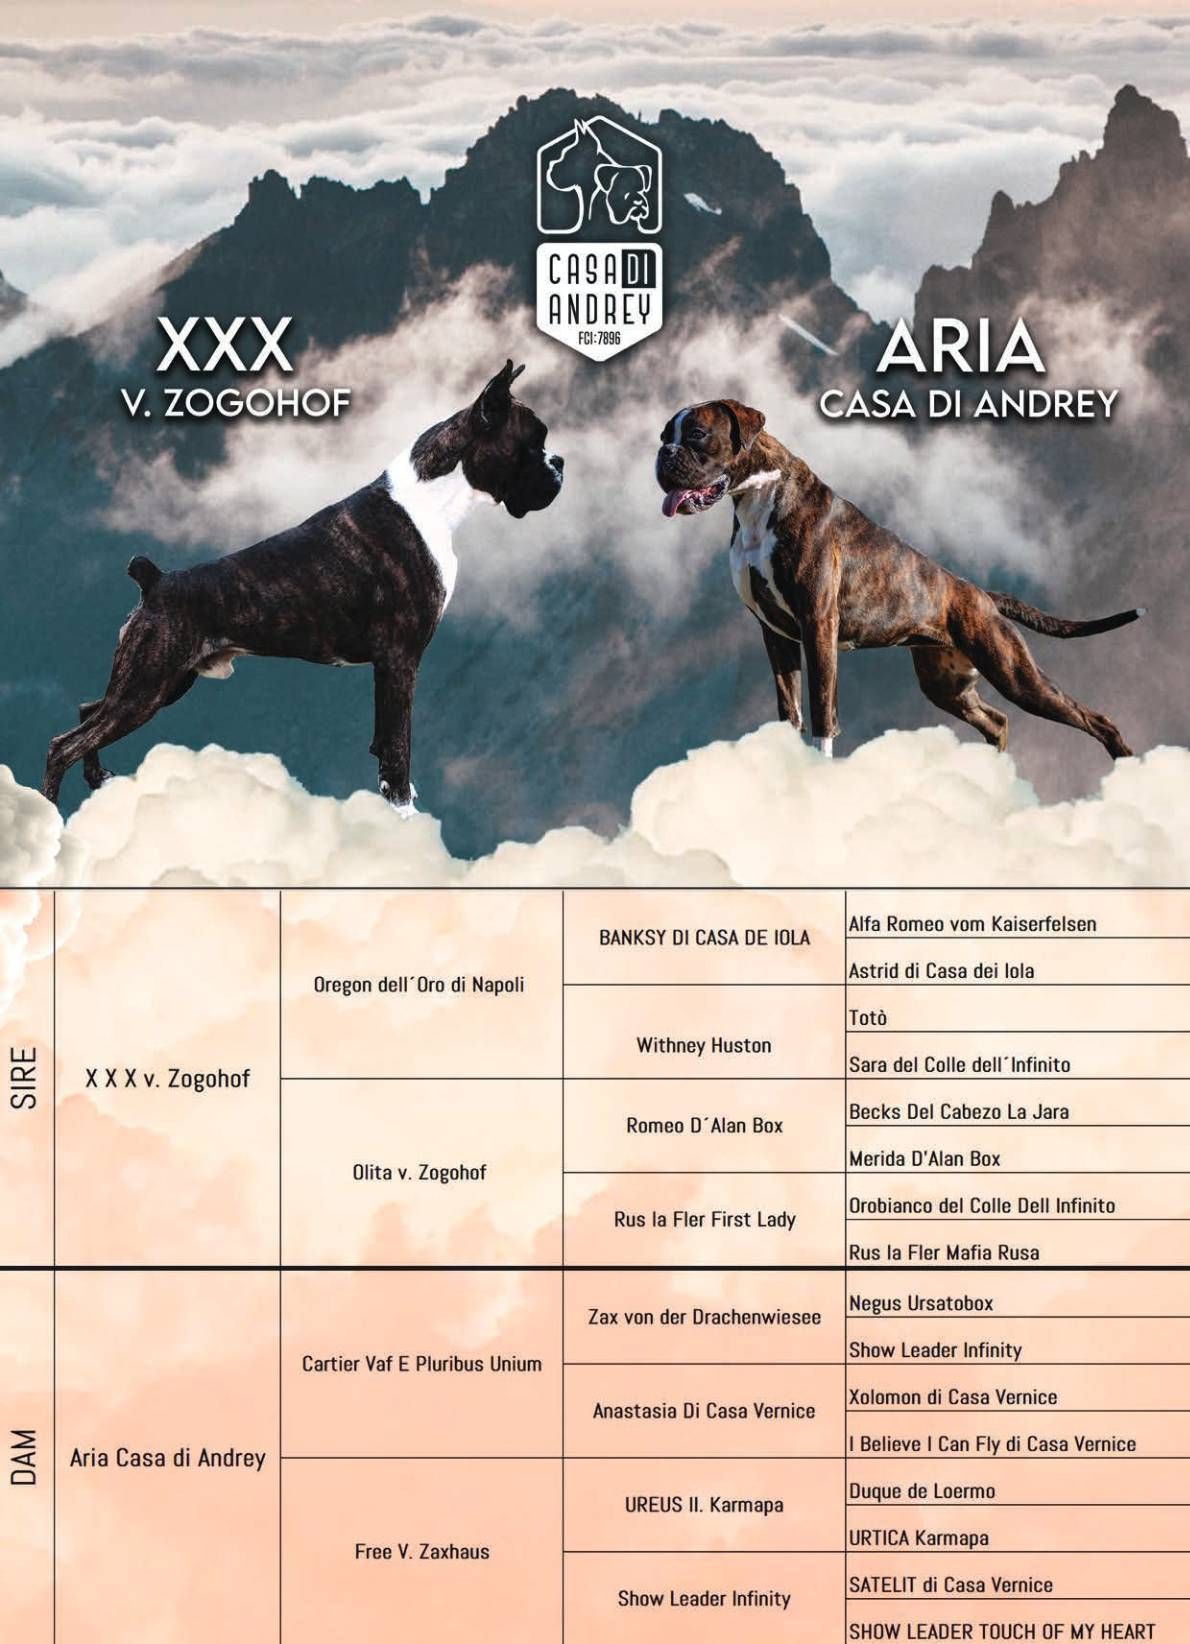 CASA DI
ANDREY
FCI:7896
XXX
V. ZOGOHOF
ARIA
CASA DI ANDREY
SIRE
X X X v. Zogohof
Oregon dell´Oro di Napoli
Olita v. Zogohof
BANKSY DI CASA DE IOLA
Withney Huston
Romeo D´Alan Box
Rus la Fler First Lady
Alfa Romeo vom Kaiserfelsen
Astrid di Casa dei Iola
Totò
Sara del Colle dell´Infinito
Becks Del Cabezo La Jara
Merida D'Alan Box
Orobianco del Colle Dell Infinito
Rus la Fler Mafia Rusa
DAM
Aria Casa di Andrey
Cartier Vaf E Pluribus Unium
Free V. Zaxhaus
Zax von der Drachenwiesee
Anastasia Di Casa Vernice
UREUS II. Karmapa
Show Leader Infinity
Negus Ursatobox
Show Leader Infinity
Xolomon di Casa Vernice
I Believe I Can Fly di Casa Vernice
Duque de Loermo
URTICA Karmapa
SATELIT di Casa Vernice
SHOW LEADER TOUCH OF MY HEART